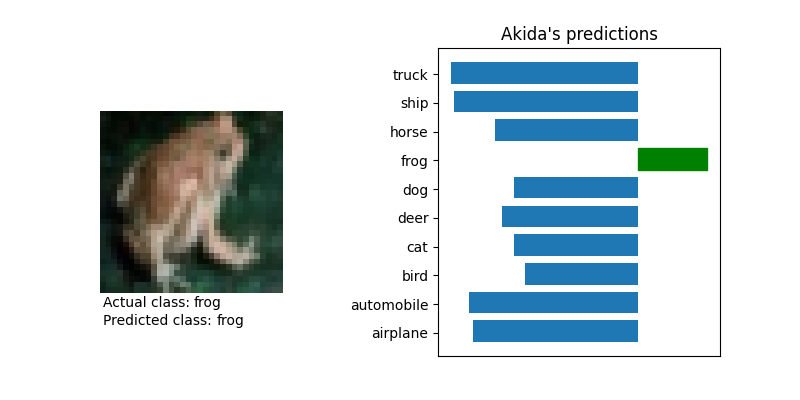 Akida's predictions
truck
ship
horse
frog
dog
deer
cat
bird
automobile
airplane
Actual class: frog
Predicted class: frog